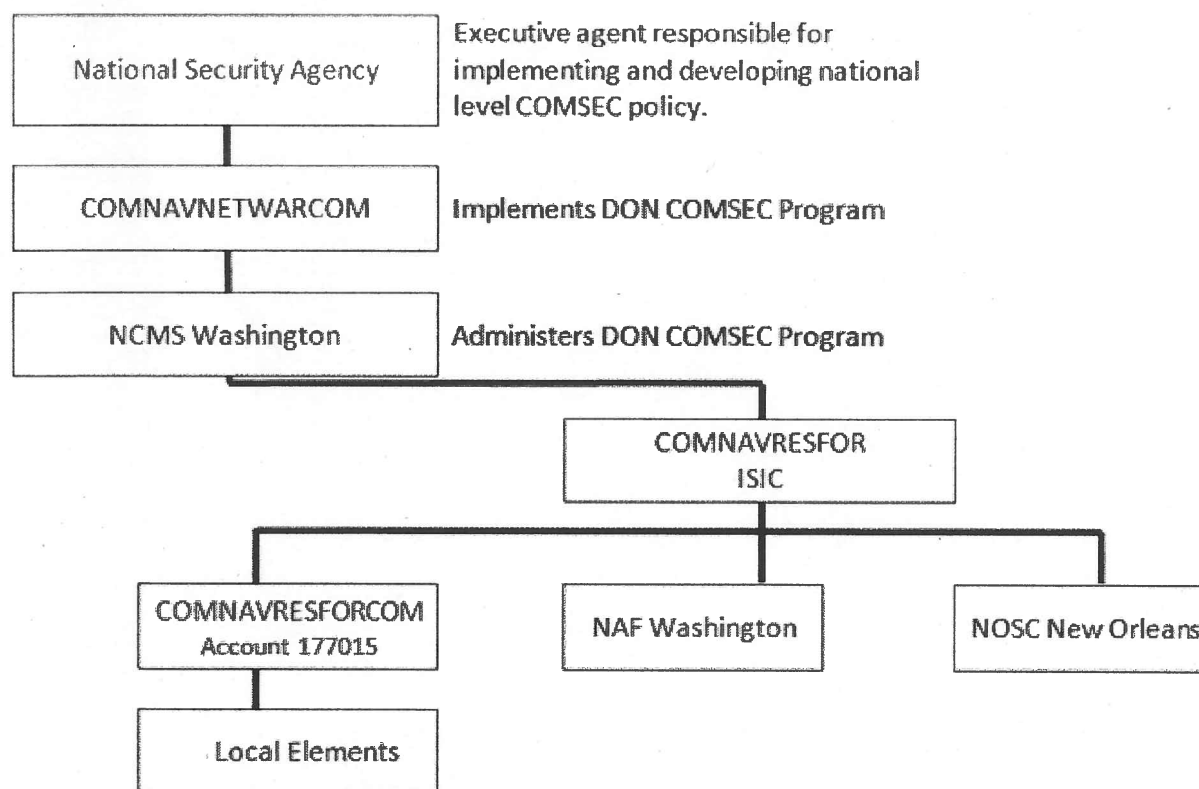 National Security Agency
Executive agent responsible for
implementing and developing national
level COMSEC policy.
COMNAVNETWARCOM
Implements DON COMSEC Program
NCMS Washington
Administers DON COMSEC Program
COMNAVRESFOR
ISIC
COMNAVRESFORCOM
Account 177015
NAF Washington
NOSC New Orleans
Local Elements